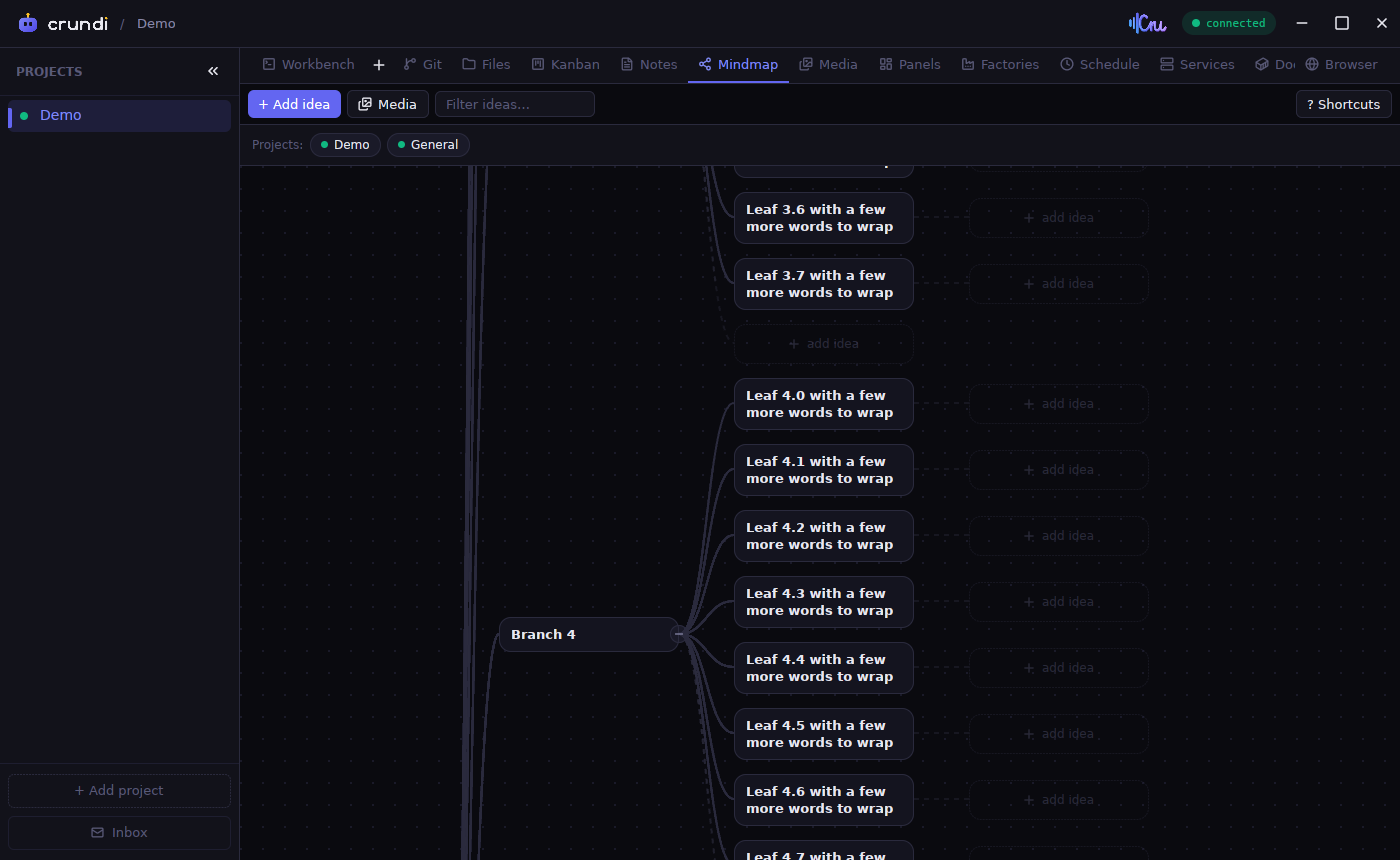 crundi / Demo
Cru
connected
PROJECTS
Demo
+ Add project
Inbox
Workbench
Git
Files
Kanban
Notes
Mindmap
Media
Panels
Factories
Schedule
Services
Browser
+ Add idea
Media
Filter ideas...
? Shortcuts
Projects:
Demo
General
Leaf 3.6 with a few
more words to wrap
+ add idea
Leaf 3.7 with a few
more words to wrap
+ add idea
+ add idea
Leaf 4.0 with a few
more words to wrap
+ add idea
Leaf 4.1 with a few
more words to wrap
+ add idea
Leaf 4.2 with a few
more words to wrap
+ add idea
Leaf 4.3 with a few
more words to wrap
+ add idea
Branch 4
Leaf 4.4 with a few
more words to wrap
+ add idea
Leaf 4.5 with a few
more words to wrap
+ add idea
Leaf 4.6 with a few
more words to wrap
+ add idea
Leaf 4.7 with a few